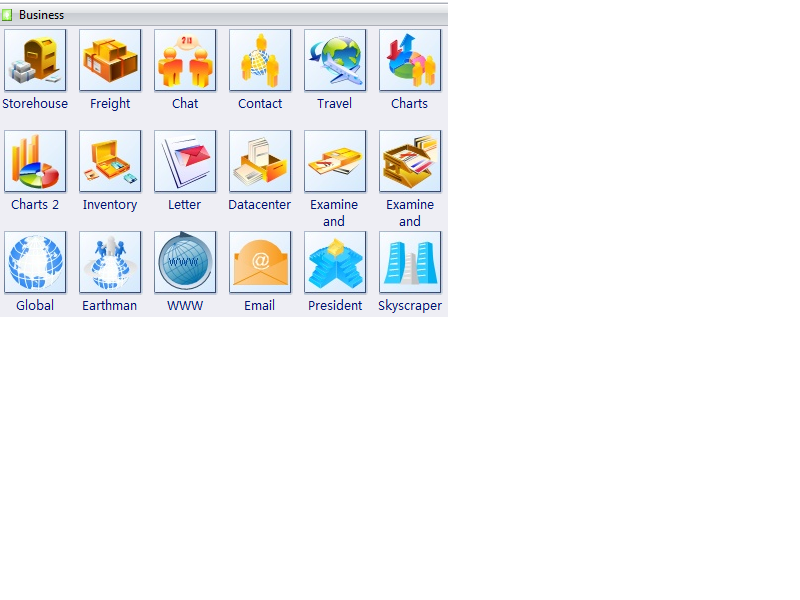 Business
Storehouse Freight Chat Contact Travel Charts
Charts 2 Inventory Letter Datacenter Examine and Examine and
www @
Global Earthman WWW Email President Skyscraper